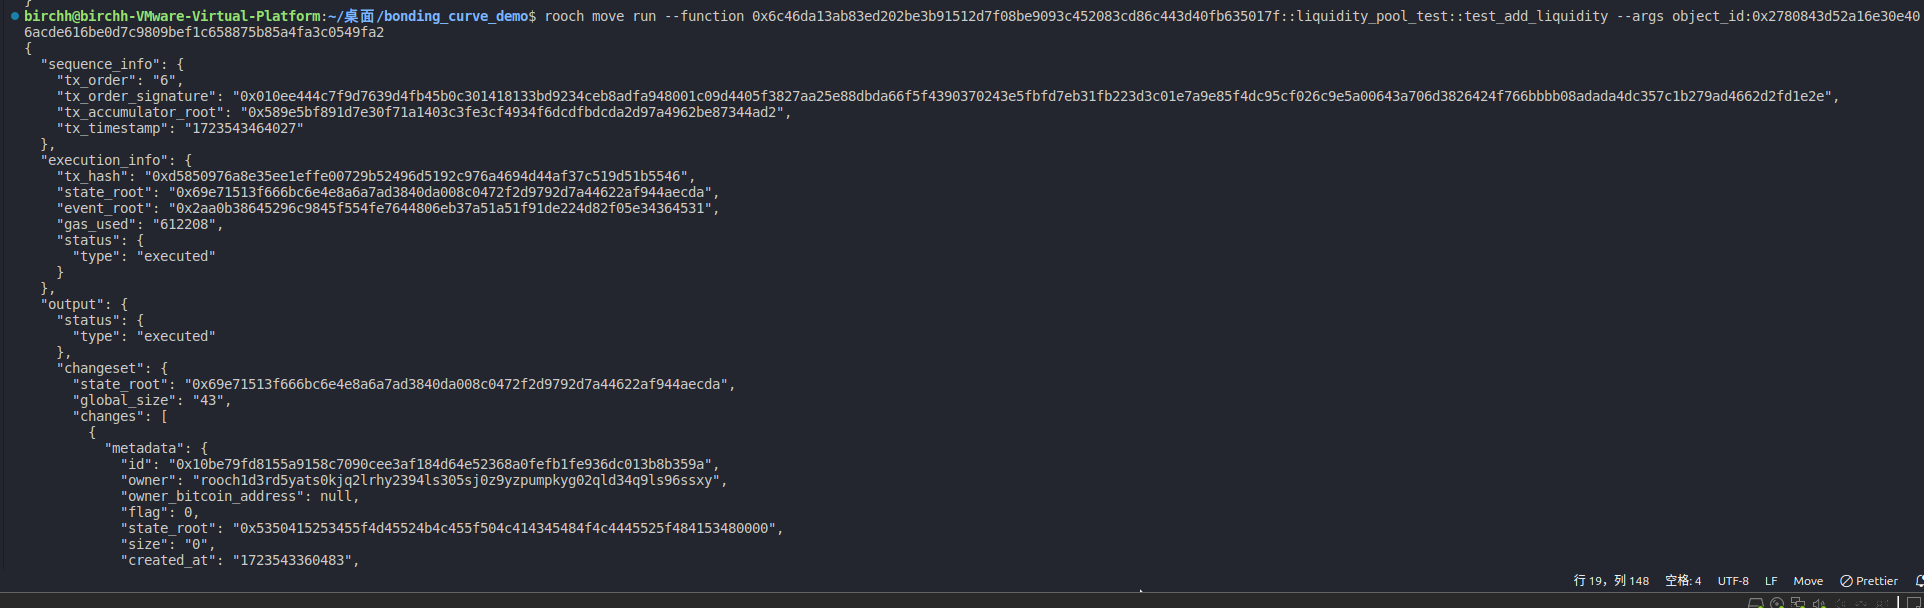 }
birchh@birchh-VMware-Virtual-Platform:~/桌面/bonding_curve_demo$ rooch move run --function 0x6c46da13ab83ed202be3b91512d7f08be9093c452083cd86c443d40fb635017f::liquidity_pool_test::test_add_liquidity --args object_id:0x2780843d52a16e30e40
6acde616be0d7c9809bef1c658875b85a4fa3c0549fa2
{
  "sequence_info": {
    "tx_order": "6",
    "tx_order_signature": "0x010ee444c7f9d7639d4fb45b0c301418133bd9234ceb8adfa948001c09d4405f3827aa25e88dbda66f5f4390370243e5fbfd7eb31fb223d3c01e7a9e85f4dc95cf026c9e5a00643a706d3826424f766bbbb08adada4dc357c1b279ad4662d2fd1e2e",
    "tx_accumulator_root": "0x589e5bf891d7e30f71a1403c3fe3cf4934f6dcdfbdcda2d97a4962be87344ad2",
    "tx_timestamp": "1723543464027"
  },
  "execution_info": {
    "tx_hash": "0xd5850976a8e35ee1effe00729b52496d5192c976a4694d44af37c519d51b5546",
    "state_root": "0x69e71513f666bc6e4e8a6a7ad3840da008c0472f2d9792d7a44622af944aecda",
    "event_root": "0x2aa0b38645296c9845f554fe7644806eb37a51a51f91de224d82f05e34364531",
    "gas_used": "612208",
    "status": {
      "type": "executed"
    }
  },
  "output": {
    "status": {
      "type": "executed"
    },
    "changeset": {
      "state_root": "0x69e71513f666bc6e4e8a6a7ad3840da008c0472f2d9792d7a44622af944aecda",
      "global_size": "43",
      "changes": [
        {
          "metadata": {
            "id": "0x10be79fd8155a9158c7090cee3af184d64e52368a0fefb1fe936dc013b8b359a",
            "owner": "rooch1d3rd5yats0kjq2lrhy2394ls305sj0z9yzpumpkyg02qld34q9ls96ssxy",
            "owner_bitcoin_address": null,
            "flag": 0,
            "state_root": "0x5350415253455f4d45524b4c455f504c414345484f4c4445525f484153480000",
            "size": "0",
            "created_at": "1723543360483",
行 19，列 148 空格: 4 UTF-8 LF Move Prettier